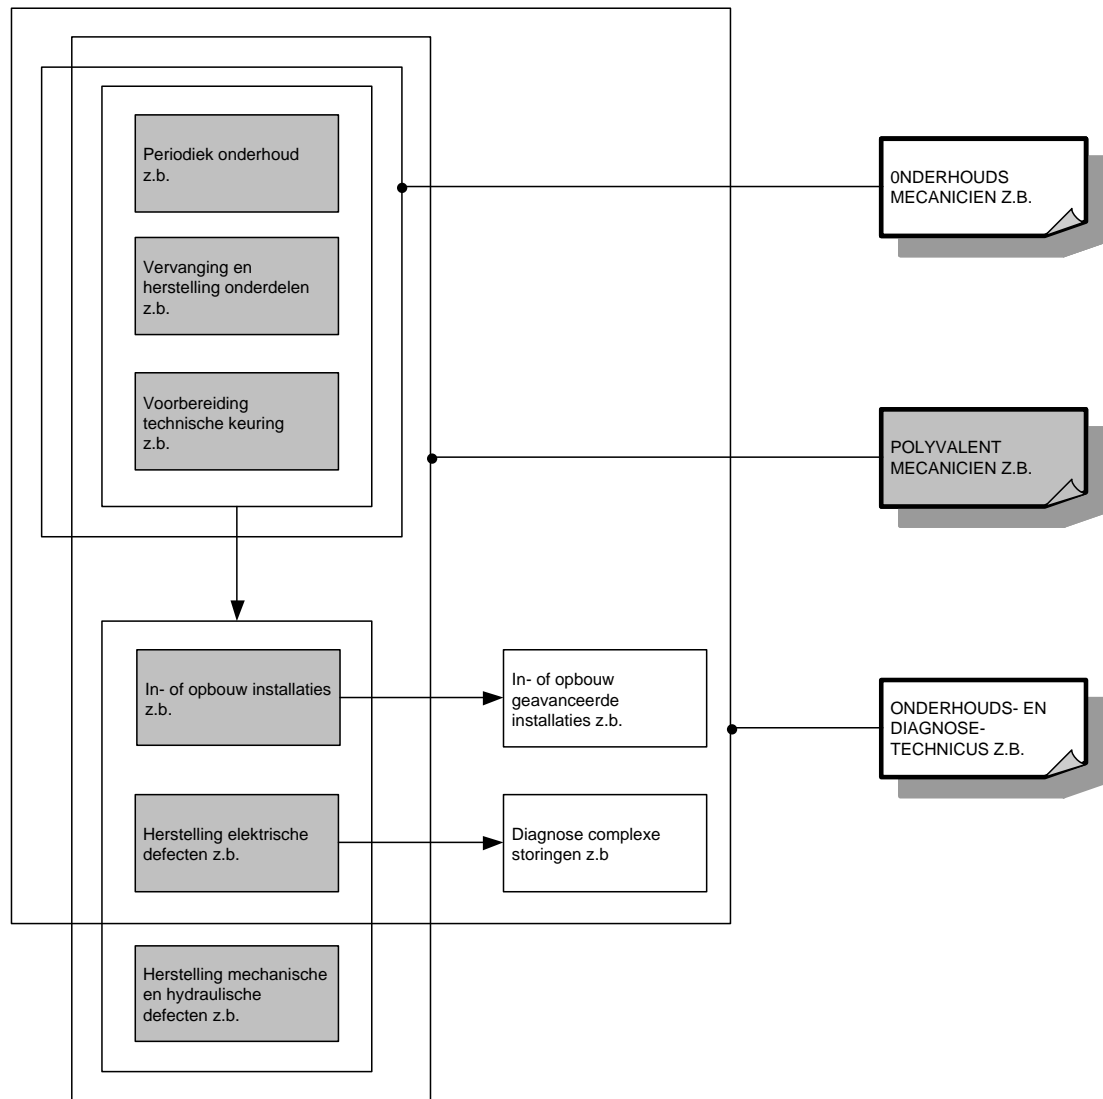 Periodiek onderhoud
z.b.
Vervanging en
herstelling onderdelen
z.b.
Voorbereiding
technische keuring
z.b.
In- of opbouw installaties
z.b.
Herstelling elektrische
defecten z.b.
Herstelling mechanische
en hydraulische
defecten z.b.
In- of opbouw
geavanceerde
installaties z.b.
Diagnose complexe
storingen z.b
0NDERHOUDS
MECANICIEN Z.B.
POLYVALENT
MECANICIEN Z.B.
ONDERHOUDS- EN
DIAGNOSE-
TECHNICUS Z.B.